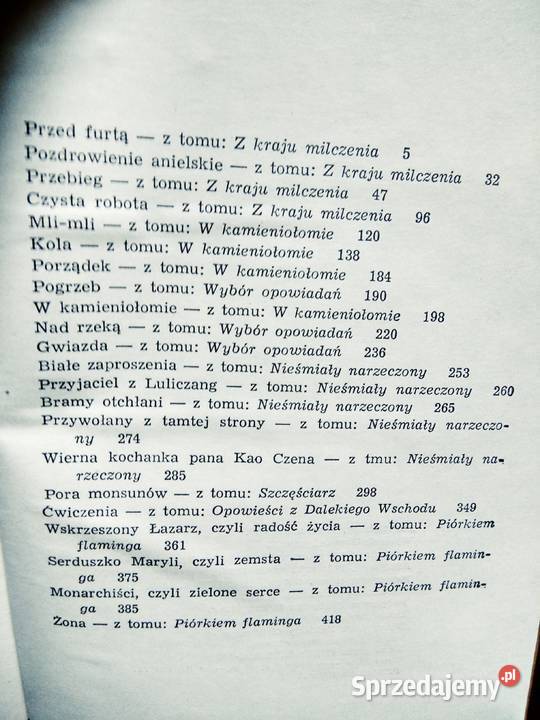 Przed furtą — z tomu: Z kraju milczenia 5
Pozdrowienie anielskie — z tomu: Z kraju milczenia 32
Przebieg — z tomu: Z kraju milczenia 47
Czysta robota — z tomu: Z kraju milczenia 96
Mli-mli — z tomu: W kamieniołomie 120
Kola — z tomu: W kamieniołomie 138
Porządek — z tomu: W kamieniołomie 184
Pogrzeb — z tomu: Wybór opowiadań 190
W kamieniołomie — z tomu: W kamieniołomie 198
Nad rzeką — z tomu: Wybór opowiadań 220
Gwiazda — z tomu: Wybór opowiadań 236
Białe zaproszenia — z tomu: Nieśmiały narzeczony 253
Przyjaciel z Luliczang — z tomu: Nieśmiały narzeczony 260
Bramy otchłani — z tomu: Nieśmiały narzeczony 265
Przywołany z tamtej strony — z tomu: Nieśmiały narzeczo-
ny 274
Wierna kochanka pana Kao Czena — z tmu: Nieśmiały na-
rzeczony 285
Pora monsunów — z tomu: Szczęściarz 298
Ćwiczenia — z tomu: Opowieści z Dalekiego Wschodu 349
Wskrzeszony Łazarz, czyli radość życia — z tomu: Piórkiem
flaminga 361
Serduszko Maryli, czyli zemsta — z tomu: Piórkiem flamin-
ga 375
Monarchiści, czyli zielone serce — z tomu: Piórkiem flamin-
ga 385
Żona — z tomu: Piórkiem flaminga 418
Sprzedajemy.pl